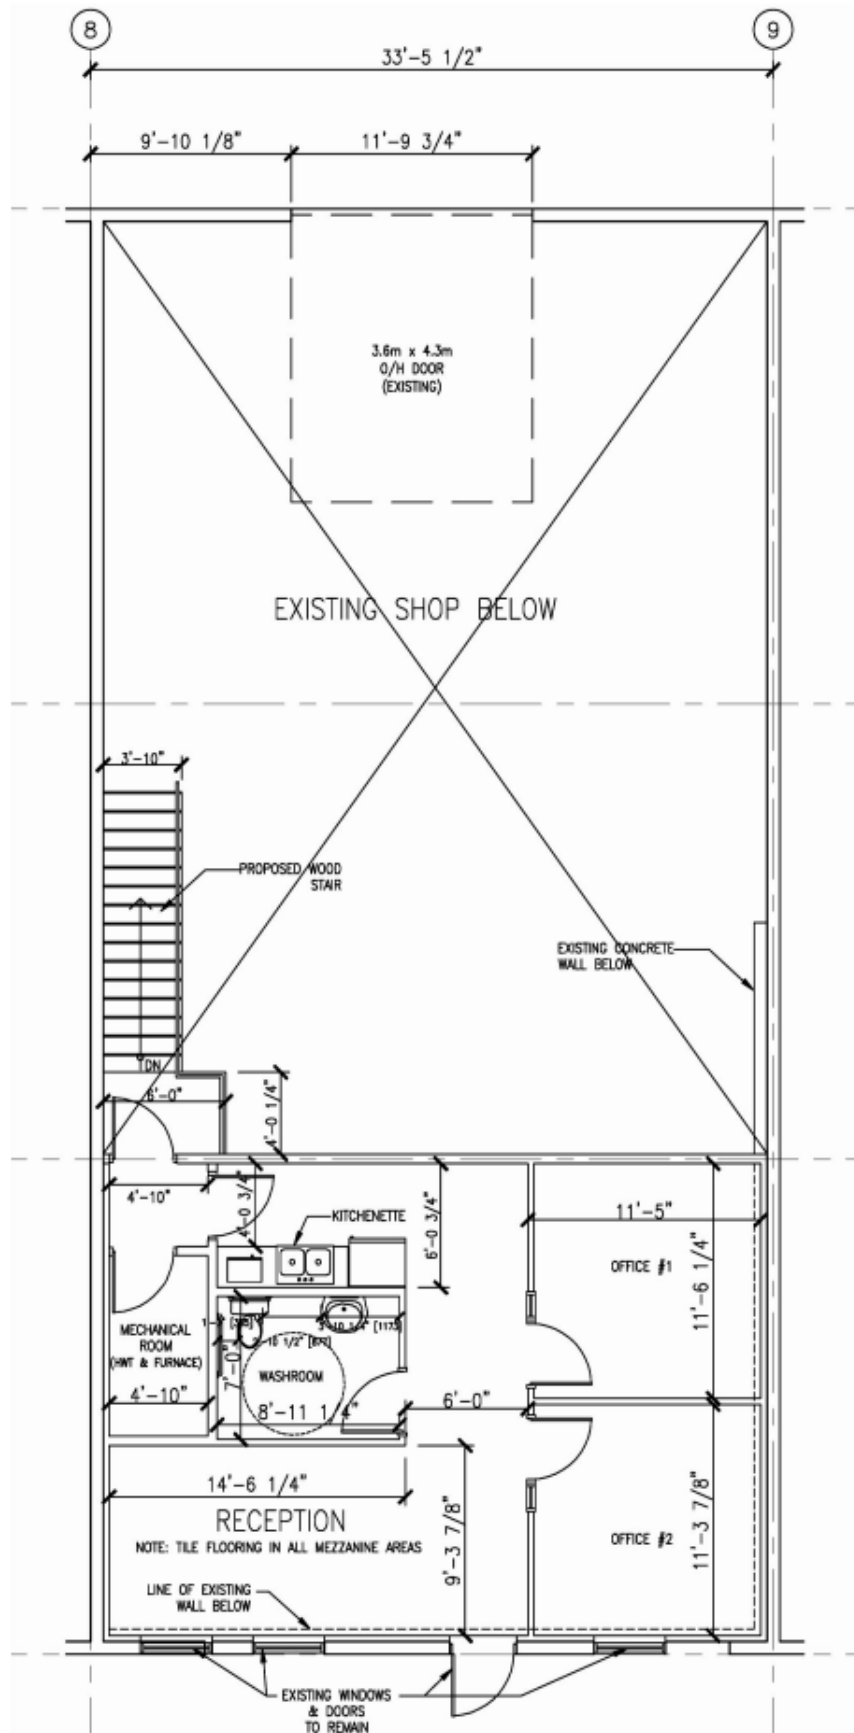 8
9
33'-5 1/2"
9'-10 1/8"
11'-9 3/4"
3.6m x 4.3m
O/H DOOR
(EXISTING)
EXISTING SHOP BELOW
3'-10"
PROPOSED WOOD
STAIR
EXISTING CONCRETE
WALL BELOW
DN
6'-0"
4'-0 1/4"
4'-10"
4'-0 3/4"
KITCHENETTE
6'-0 3/4"
11'-5"
OFFICE #1
11'-6 1/4"
MECHANICAL
ROOM
(HWT & FURNACE)
4'-10"
[1173]
10 1/2" [877]
7'-0"
WASHROOM
8'-11 1/4"
6'-0"
14'-6 1/4"
RECEPTION
NOTE: TILE FLOORING IN ALL MEZZANINE AREAS
9'-3 7/8"
OFFICE #2
11'-3 7/8"
LINE OF EXISTING
WALL BELOW
EXISTING WINDOWS
& DOORS
TO REMAIN